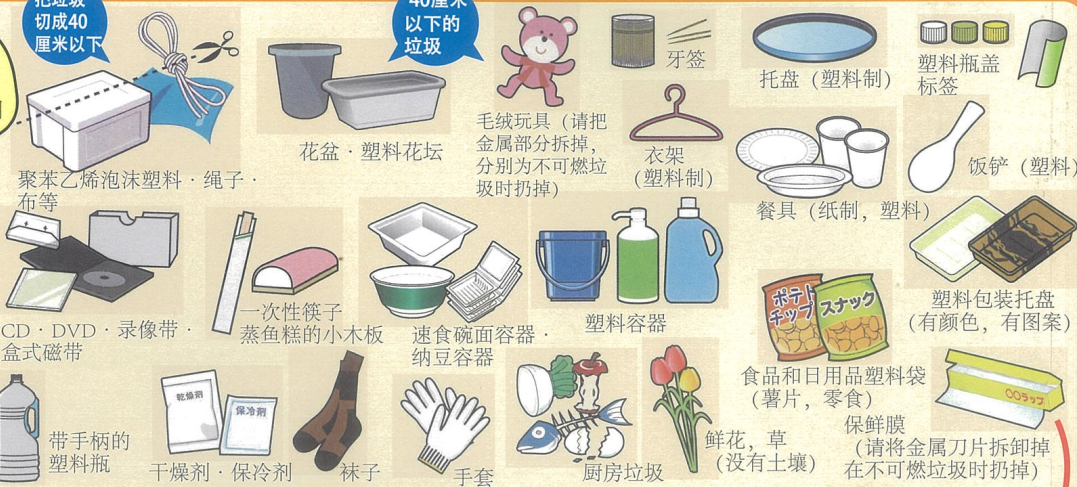 切成40
厘米以下
40厘米
以下的
垃圾
牙签
托盘（塑料制）
塑料瓶盖
标签
花盆·塑料花坛
毛绒玩具（请把
金属部分拆掉，
分别为不可燃垃
圾时扔掉）
衣架
（塑料制）
餐具（纸制，塑料）
饭铲（塑料）
聚苯乙烯泡沫塑料·绳子·
布等
CD·DVD·录像带·
盒式磁带
一次性筷子
蒸鱼糕的小木板
速食碗面容器·
纳豆容器
塑料容器
塑料包装托盘
（有颜色，有图案）
ポテト
チップ
スナック
食品和日用品塑料袋
（薯片，零食）
〇〇ラップ
保鲜膜
（请将金属刀片拆卸掉
在不可燃垃圾时扔掉）
带手柄的
塑料瓶
乾燥剤
保冷剤
干燥剂·保冷剂
袜子
手套
厨房垃圾
鲜花，草
（没有土壤）